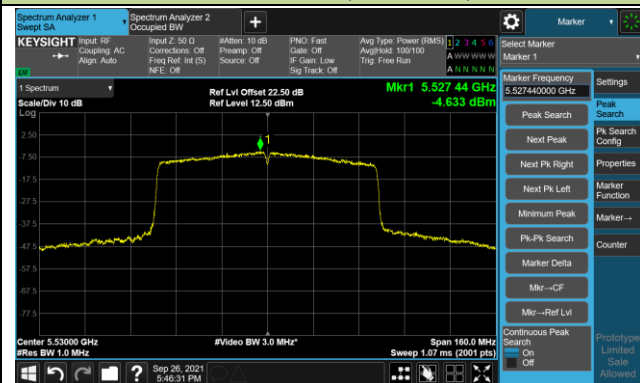 Spectrum Analyzer 1
Swept SA
Spectrum Analyzer 2
Occupied BW
+
Marker
KEYSIGHT
Input: RF
Coupling: AC
Align: Auto
Input Z: 50 Ω
Corrections: Off
Freq Ref: Int (S)
NFE: Off
#Atten: 10 dB
Preamp: Off
Source: Off
PNO: Fast
Gate: Off
IF Gain: Low
Sig Track: Off
Avg Type: Power (RMS)
Avg|Hold: 100/100
Trig: Free Run
1 2 3 4 5 6
A W W W W W
A N N N N N
LXI
Select Marker
Marker 1
1 Spectrum
Scale/Div 10 dB
Log
Ref Lvl Offset 22.50 dB
Ref Level 12.50 dBm
Mkr1 5.527 44 GHz
-4.633 dBm
2.50
-7.50
-17.5
-27.5
-37.5
-47.5
-57.5
-67.5
-77.5
1
Center 5.53000 GHz
#Res BW 1.0 MHz
#Video BW 3.0 MHz*
Span 160.0 MHz
Sweep 1.07 ms (2001 pts)
Marker Frequency
5.527440000 GHz
Peak Search
Next Peak
Next Pk Right
Next Pk Left
Minimum Peak
Pk-Pk Search
Marker Delta
Mkr→CF
Mkr→Ref Lvl
Continuous Peak
Search
On
Off
Settings
Peak
Search
Pk Search
Config
Properties
Marker
Function
Marker→
Counter
Prototype
Limited
Sale
Allowed
?
Sep 26, 2021
5:46:31 PM